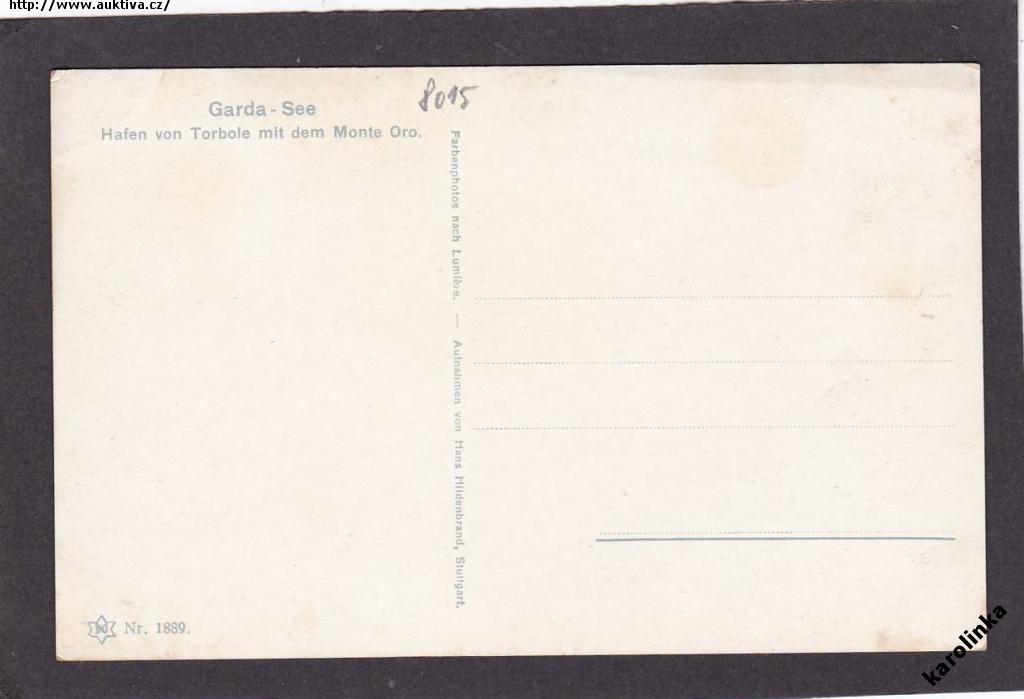 http://www.auktiva.cz/
8015
Garda-See
Hafen von Torbole mit dem Monte Oro.
Farbenphotos nach Lumière. — Aufnahmen von Hans Hildenbrand, Stuttgart.
Nr. 1889.
karolinka